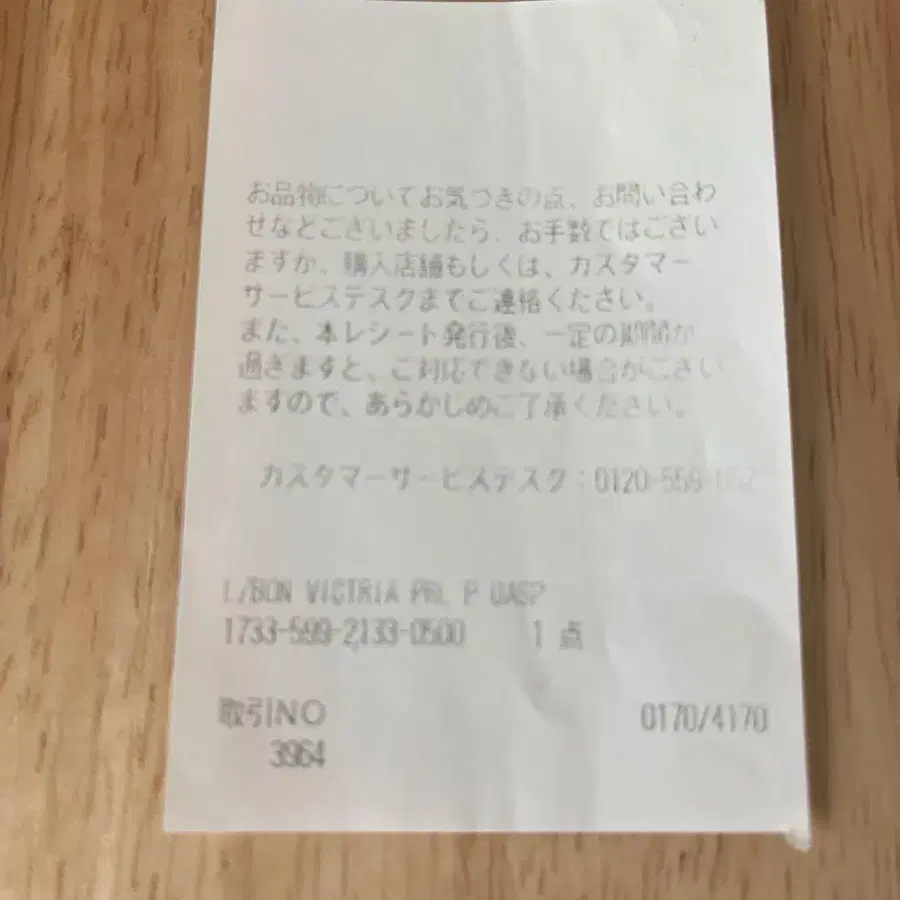 お品物についてお気づきの点、お問い合わ
せなどございましたら、お手数ではござい
ますが、購入店舗もしくは、カスタマー
サービスデスクまでご連絡ください。
また、本レシート発行後、一定の期間が
過ぎますと、ご対応できない場合がござい
ますので、あらかじめご了承ください。
カスタマーサービスデスク:0120-559-
VICTRIA P
1733-599-2133-0500 1点
取引NO 0170/4170
3964